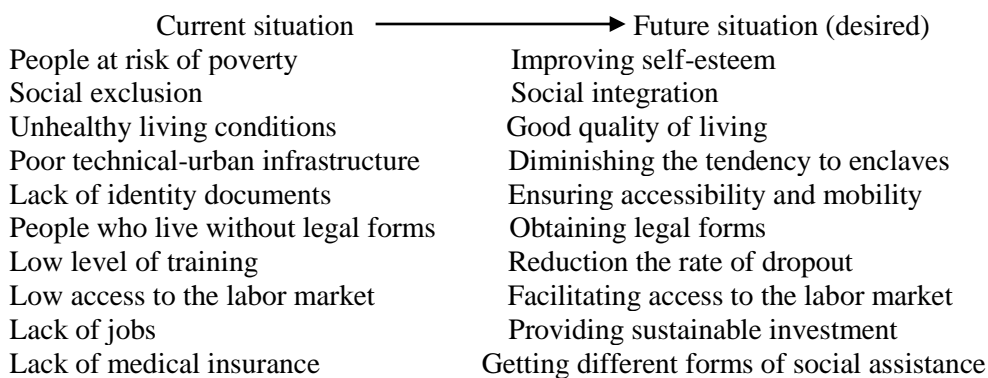 Current situation Future situation (desired)
People at risk of poverty Improving self-esteem
Social exclusion Social integration
Unhealthy living conditions Good quality of living
Poor technical-urban infrastructure Diminishing the tendency to enclaves
Lack of identity documents Ensuring accessibility and mobility
People who live without legal forms Obtaining legal forms
Low level of training Reduction the rate of dropout
Low access to the labor market Facilitating access to the labor market
Lack of jobs Providing sustainable investment
Lack of medical insurance Getting different forms of social assistance